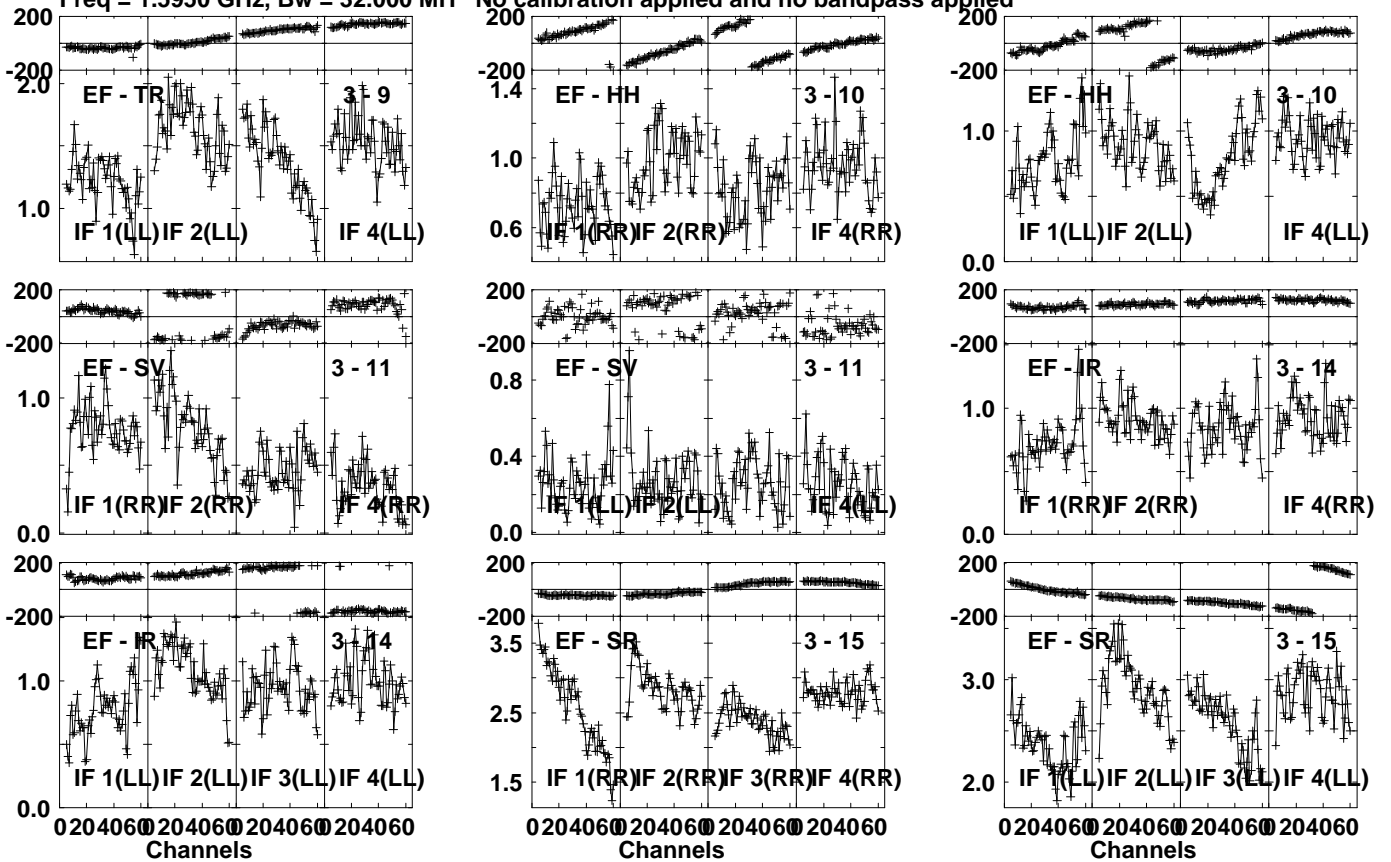 Freq = 1.5950 GHz, Bw = 32.000 MH No calibration applied and no bandpass applied
200
-200
2.0
1.0
EF - TR
3 - 9
IF 1(LL) IF 2(LL) IF 4(LL)
200
-200
1.4
1.0
0.6
EF - HH
3 - 10
IF 1(RR) IF 2(RR) IF 4(RR)
200
-200
1.0
0.0
EF - HH
3 - 10
IF 1(LL) IF 2(LL) IF 4(LL)
200
-200
1.0
0.0
EF - SV
3 - 11
IF 1(RR) IF 2(RR) IF 4(RR)
200
-200
0.8
0.4
0.0
EF - SV
3 - 11
IF 1(LL) IF 2(LL) IF 4(LL)
200
-200
1.0
0.0
EF - IR
3 - 14
IF 1(RR) IF 2(RR) IF 4(RR)
200
-200
1.0
0.0
EF - IR
3 - 14
IF 1(LL) IF 2(LL) IF 3(LL) IF 4(LL)
0 20 40 60 0 20 40 60 0 20 40 60 0 20 40 60
Channels
200
-200
3.5
2.5
1.5
EF - SR
3 - 15
IF 1(RR) IF 2(RR) IF 3(RR) IF 4(RR)
0 20 40 60 0 20 40 60 0 20 40 60 0 20 40 60
Channels
200
-200
3.0
2.0
EF - SR
3 - 15
IF 1(LL) IF 2(LL) IF 3(LL) IF 4(LL)
0 20 40 60 0 20 40 60 0 20 40 60 0 20 40 60
Channels